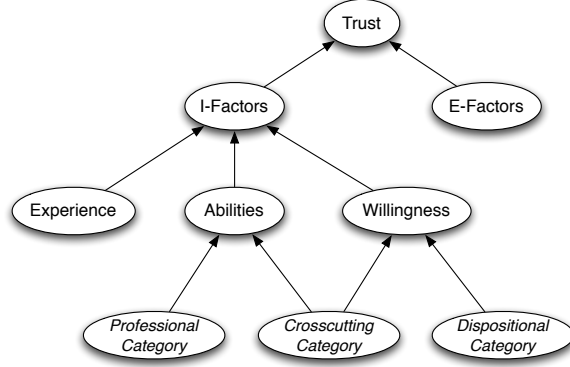 Trust
I-Factors
E-Factors
Experience
Abilities
Willingness
Professional
Category
Crosscutting
Category
Dispositional
Category